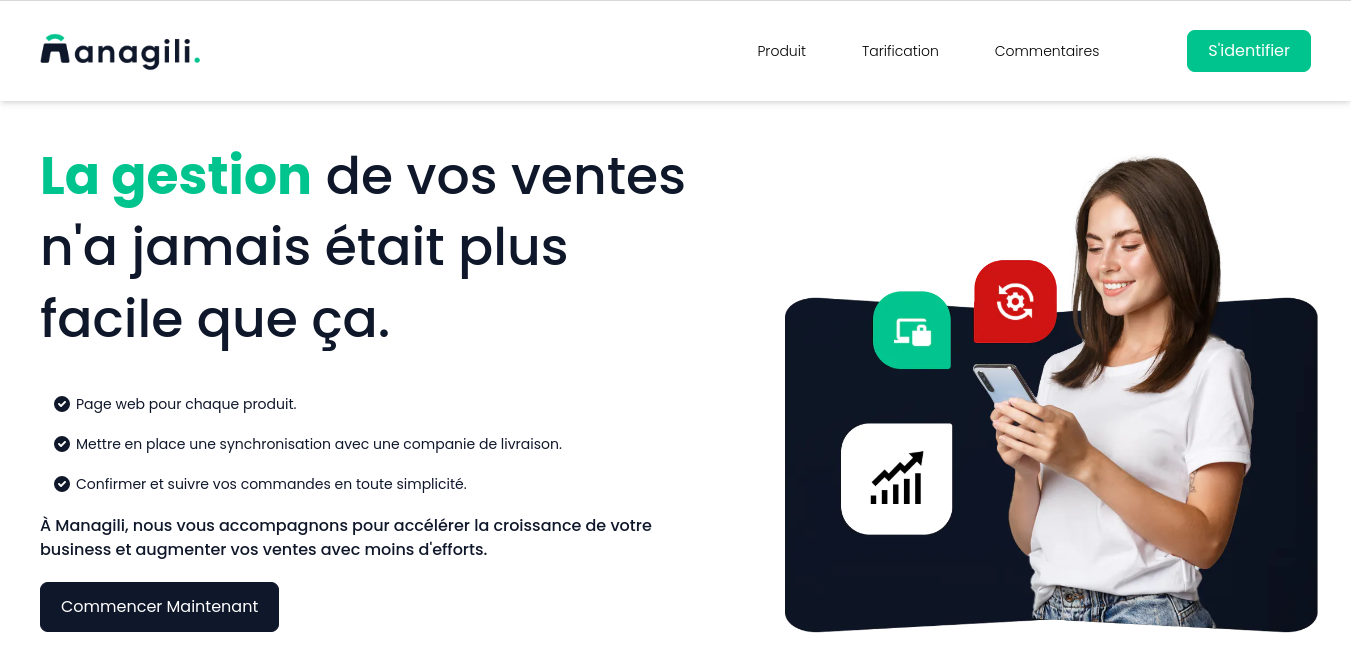 Managili.
Produit
Tarification
Commentaires
S'identifier
La gestion de vos ventes
n'a jamais était plus
facile que ça.
Page web pour chaque produit.
Mettre en place une synchronisation avec une companie de livraison.
Confirmer et suivre vos commandes en toute simplicité.
À Managili, nous vous accompagnons pour accélérer la croissance de votre
business et augmenter vos ventes avec moins d'efforts.
Commencer Maintenant